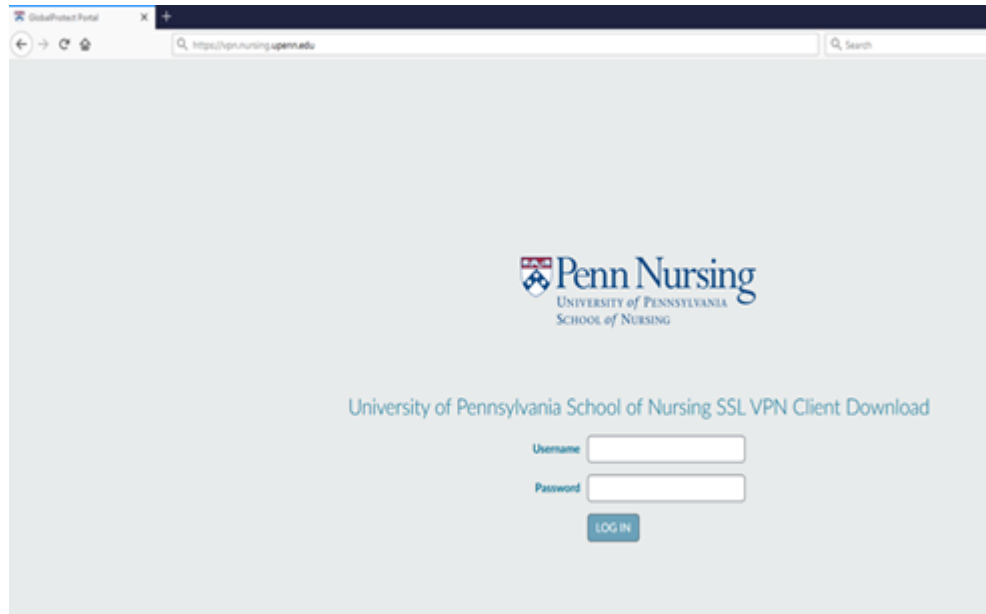 GlobalProtect Portal
https://vpn.nursing.upenn.edu
Search
Penn Nursing
UNIVERSITY of PENNSYLVANIA
SCHOOL of NURSING
University of Pennsylvania School of Nursing SSL VPN Client Download
Username
Password
LOG IN